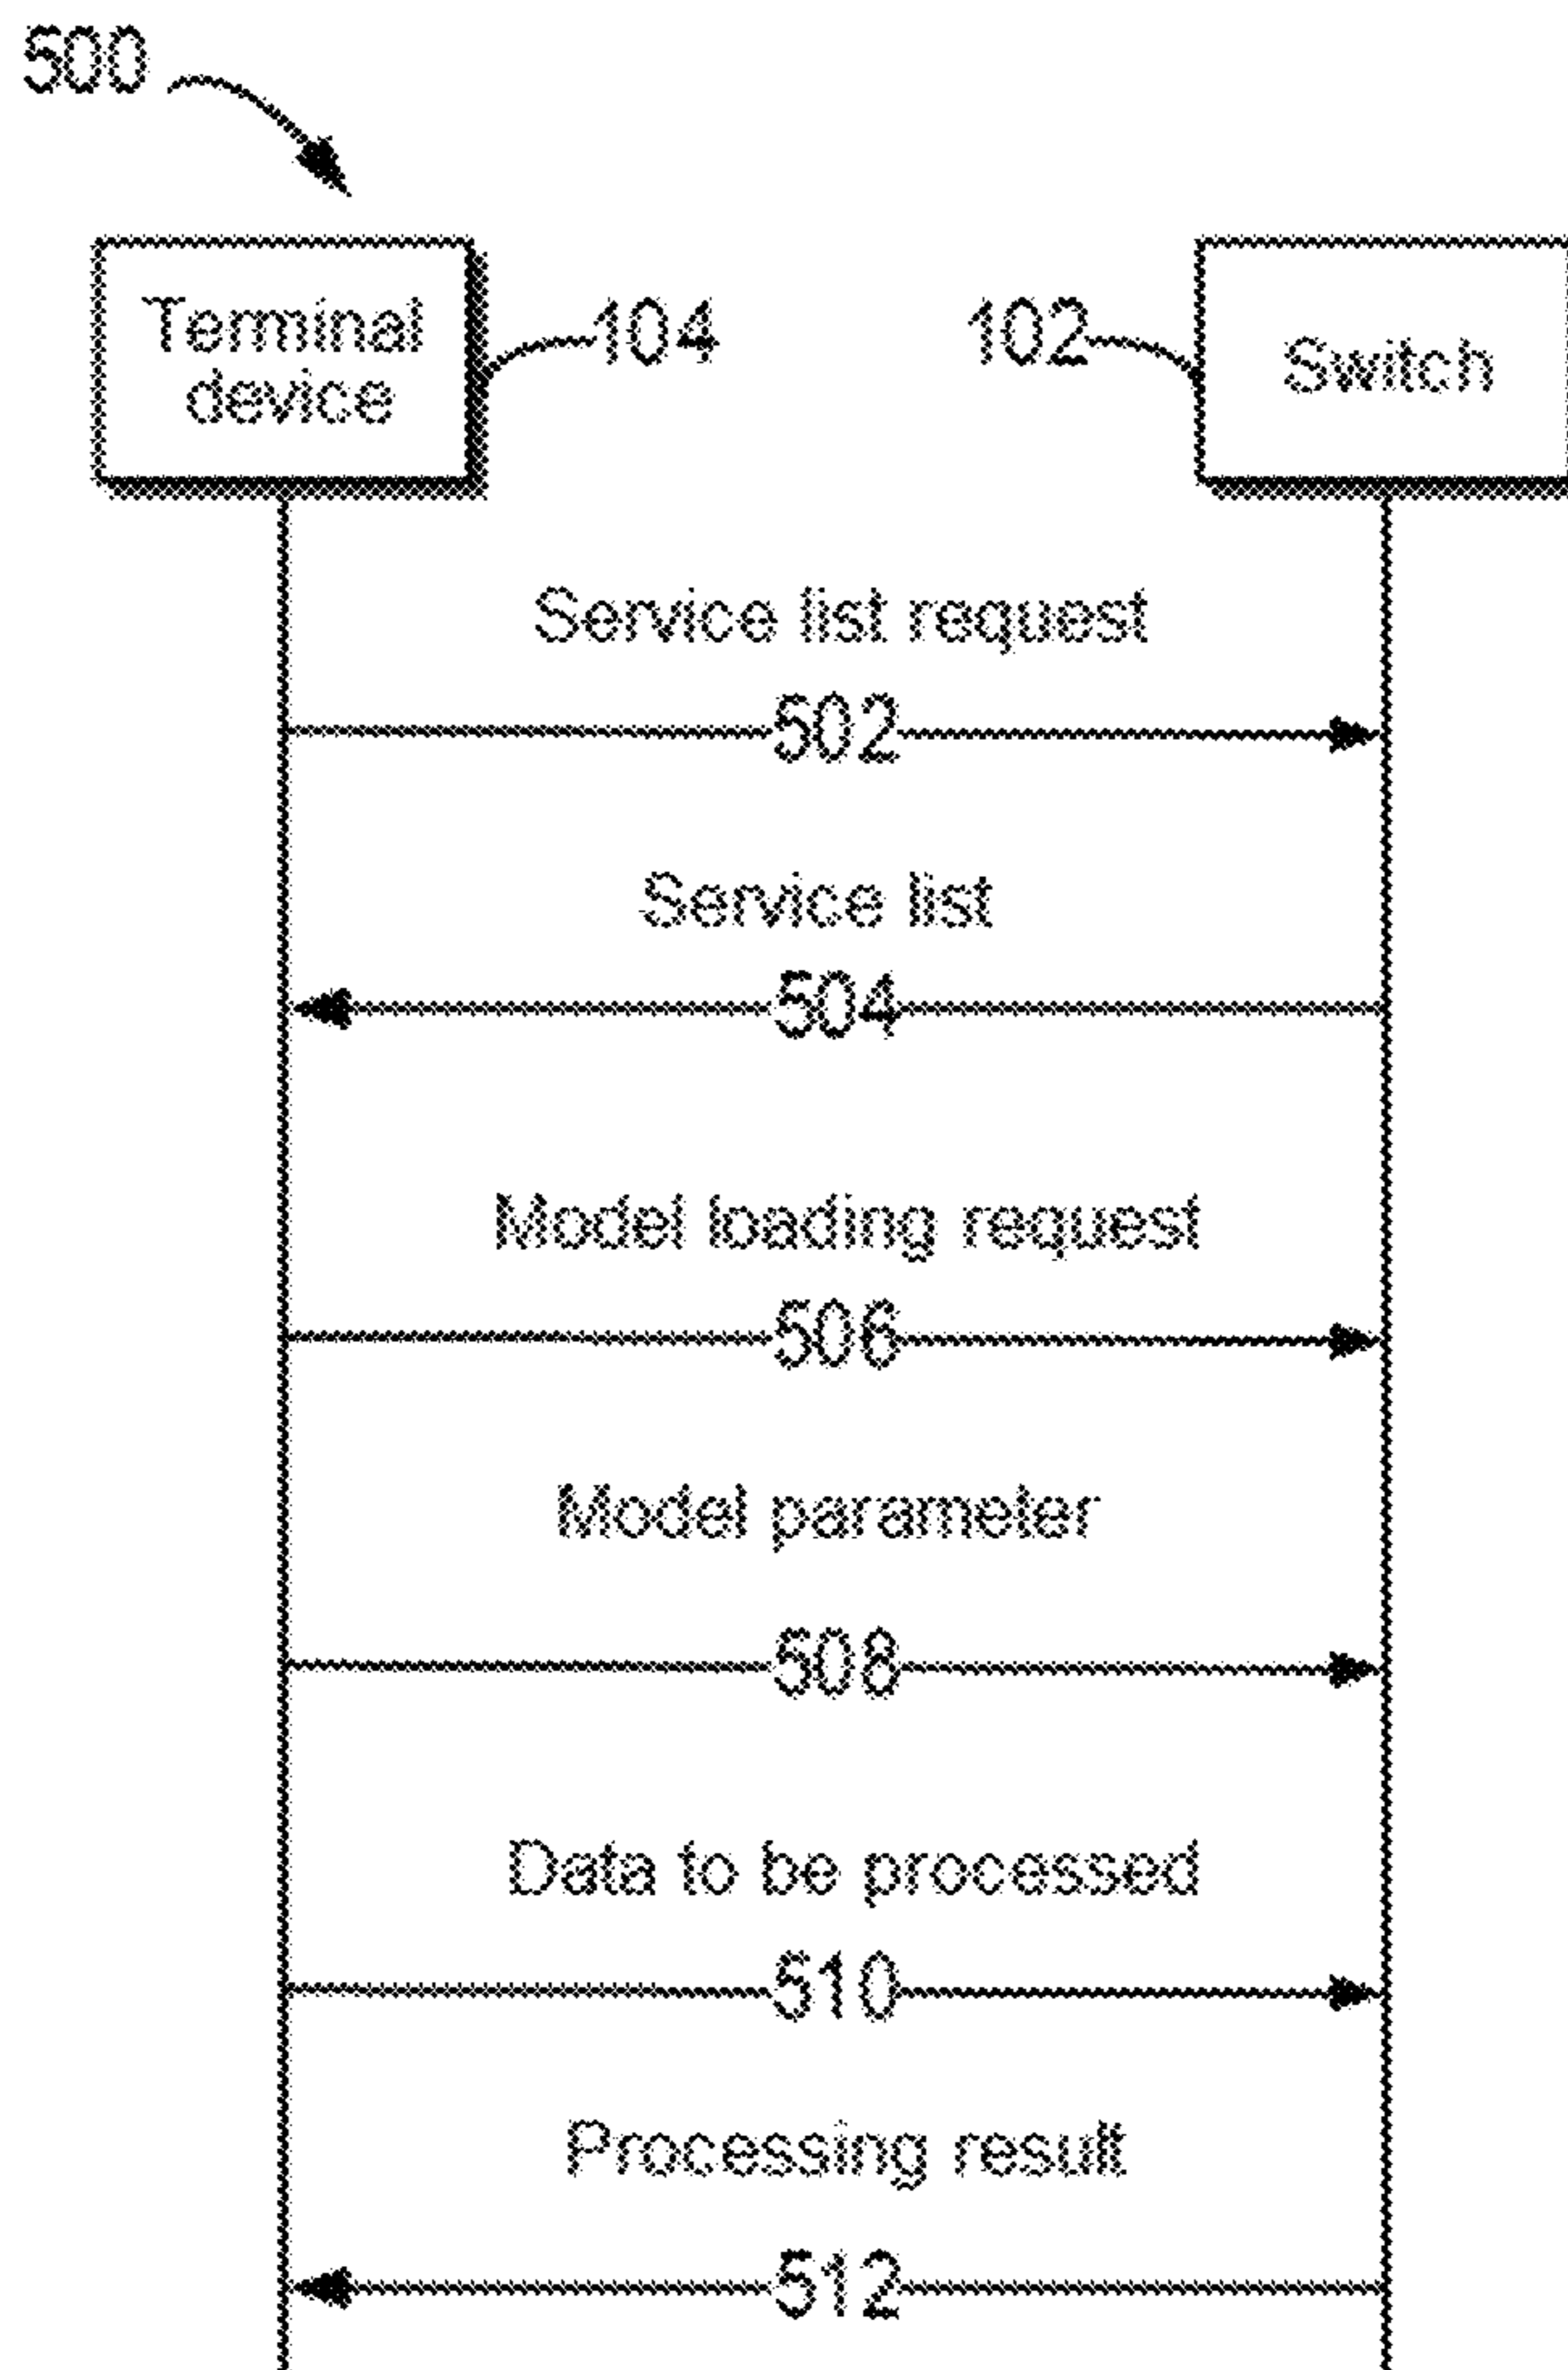 500
Terminal
device
104
102
Switch
Service list request
502
Service list
504
Model loading request
506
Model parameter
508
Data to be processed
510
Processing result
512